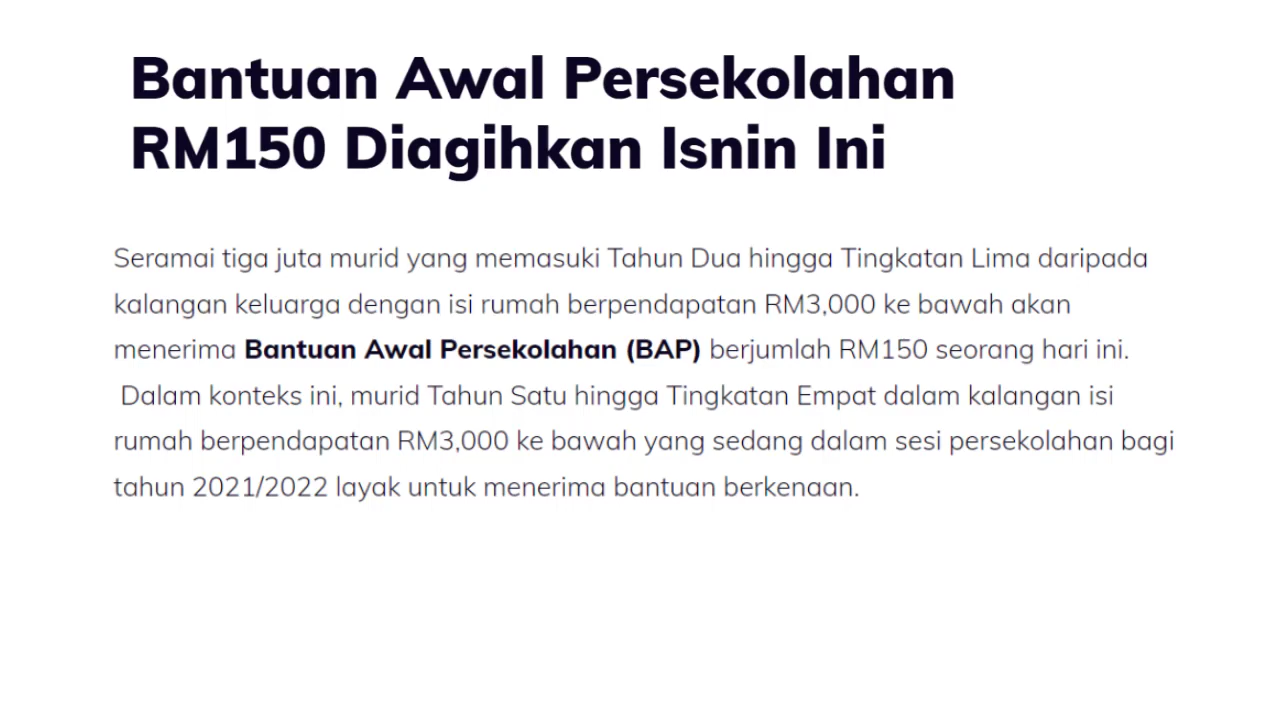 Bantuan Awal Persekolahan
RM150 Diagihkan Isnin Ini
Seramai tiga juta murid yang memasuki Tahun Dua hingga Tingkatan Lima daripada
kalangan keluarga dengan isi rumah berpendapatan RM3,000 ke bawah akan
menerima Bantuan Awal Persekolahan (BAP) berjumlah RM150 seorang hari ini.
Dalam konteks ini, murid Tahun Satu hingga Tingkatan Empat dalam kalangan isi
rumah berpendapatan RM3,000 ke bawah yang sedang dalam sesi persekolahan bagi
tahun 2021/2022 layak untuk menerima bantuan berkenaan.